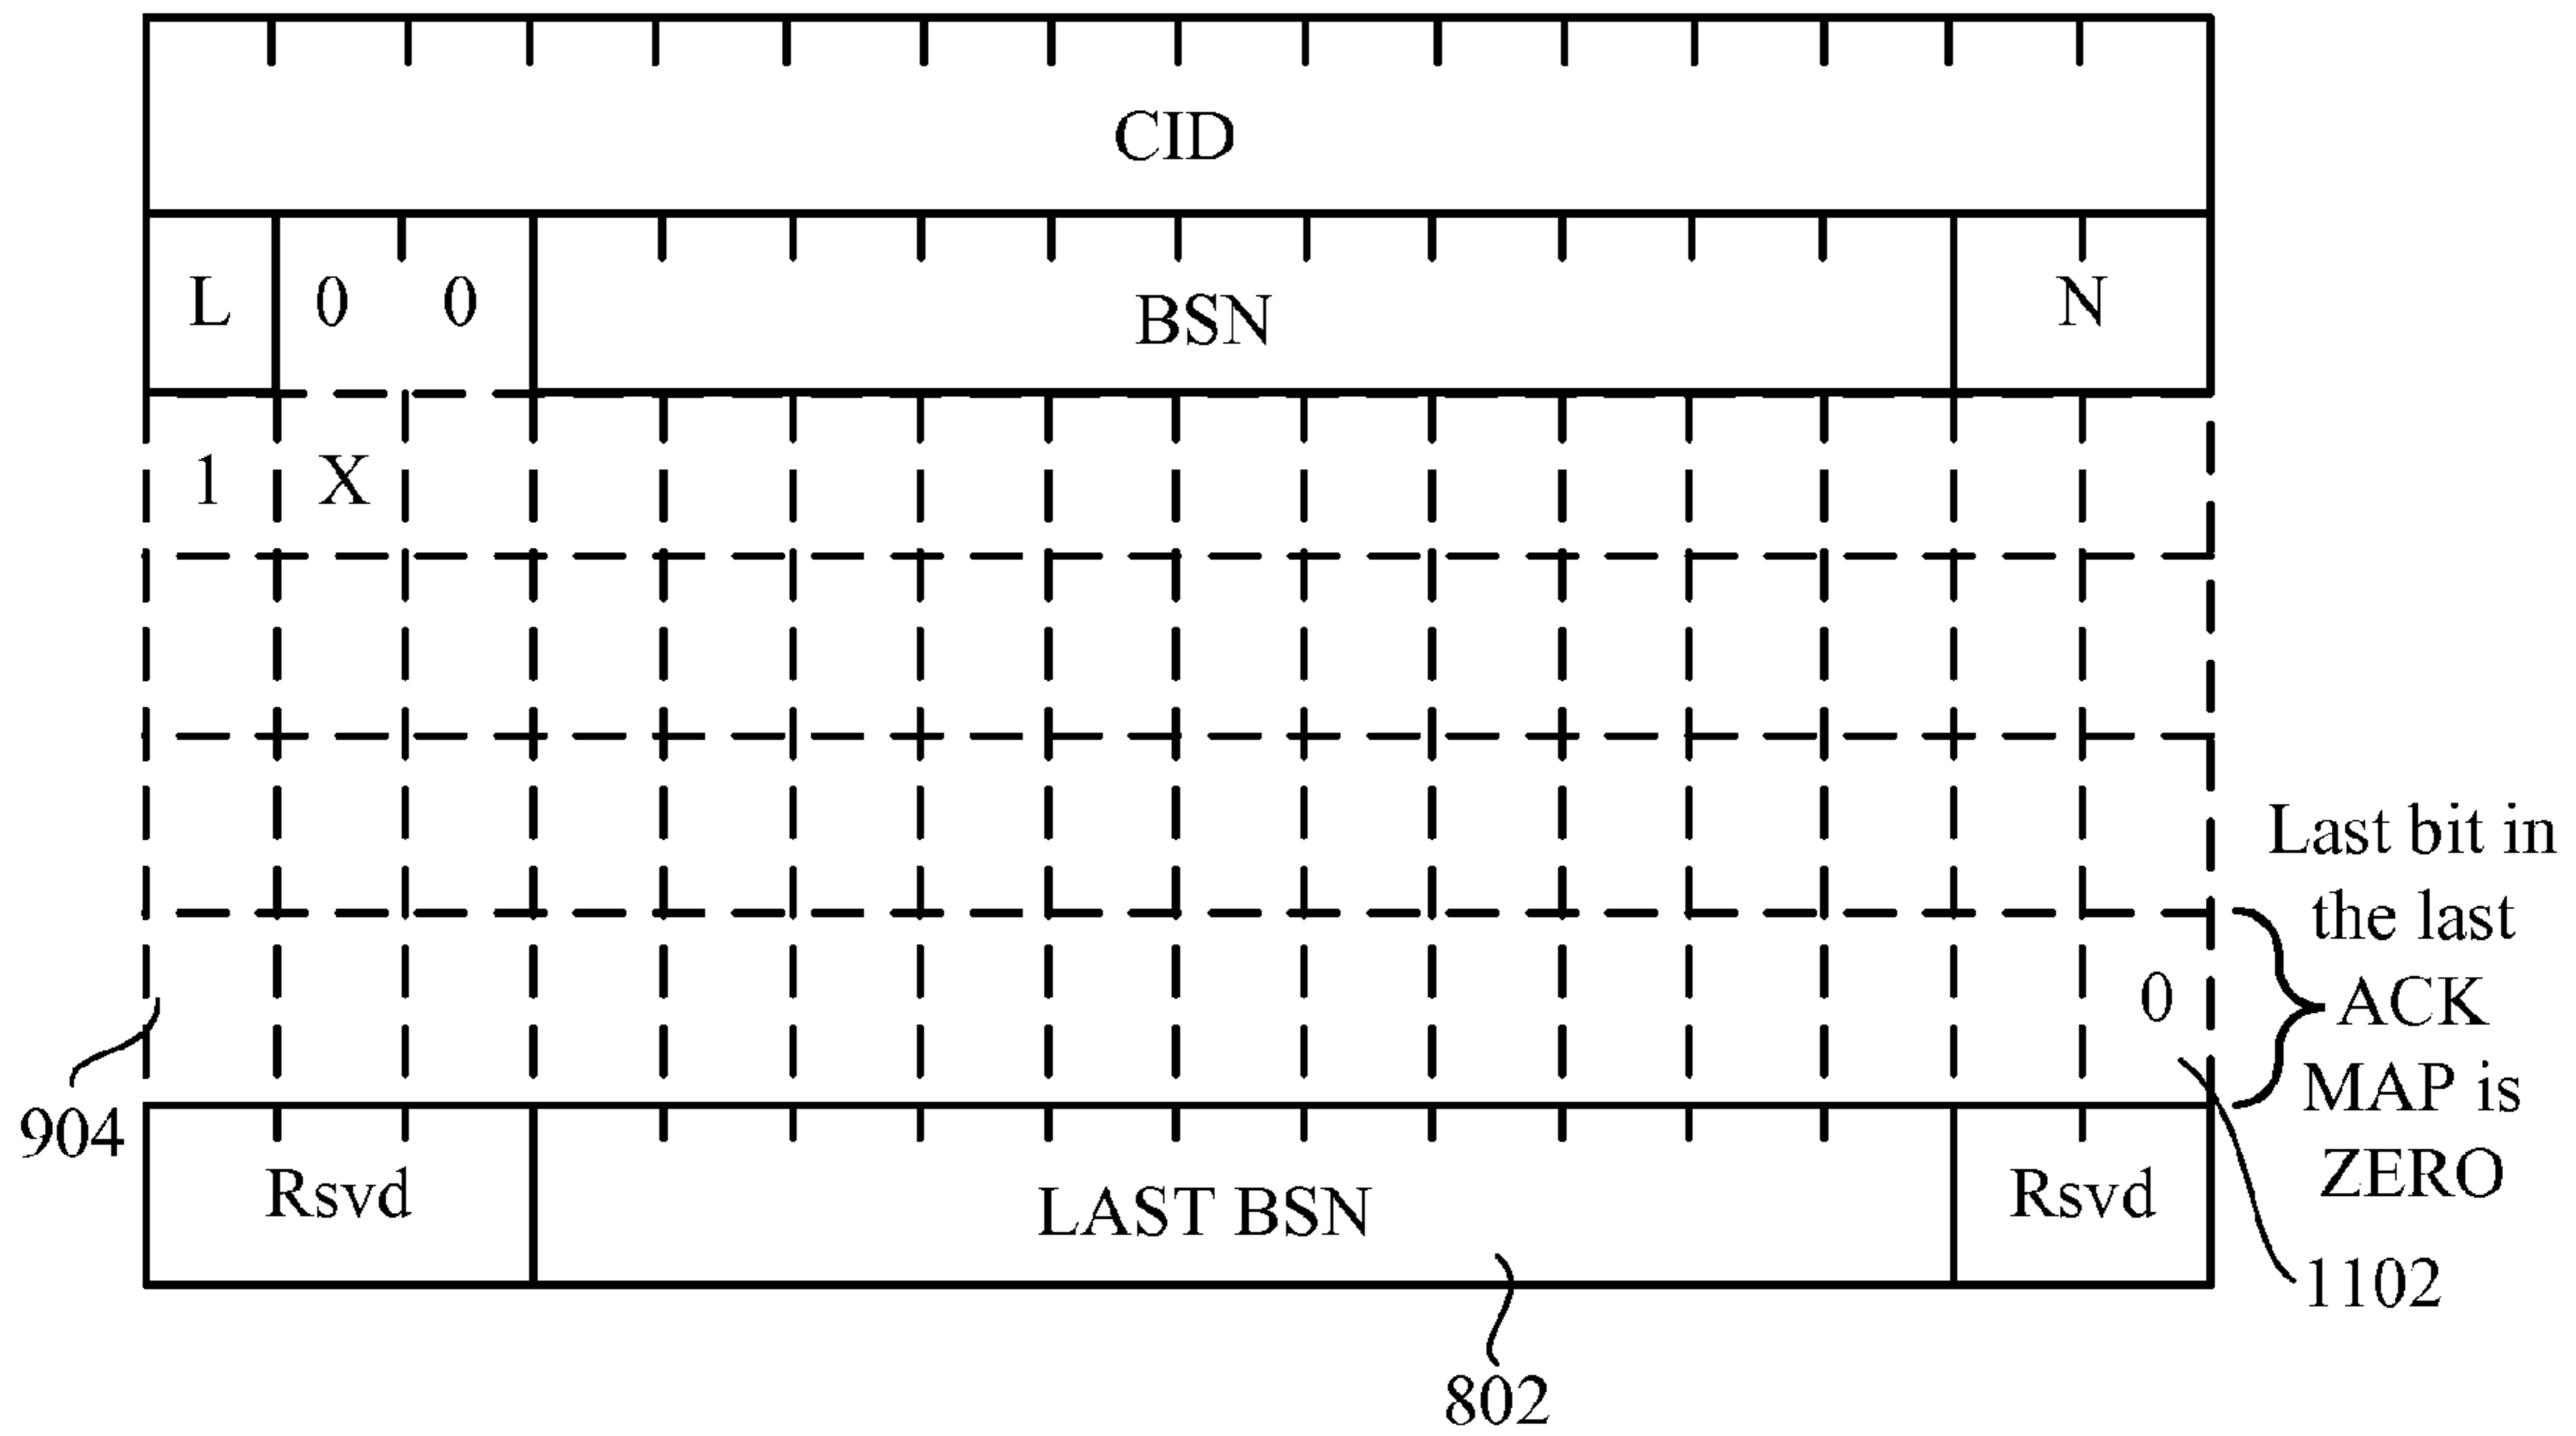 CID
L 0 0 BSN N
1 X
Last bit in
the last
0 ACK
MAP is
ZERO
904
Rsvd LAST BSN Rsvd
1102
802